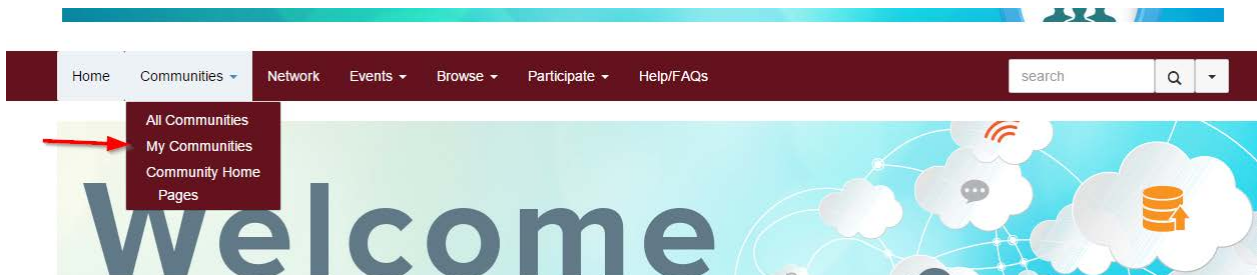 Home Communities Network Events Browse Participate Help/FAQs search
All Communities
My Communities
Community Home
Pages
Welcome